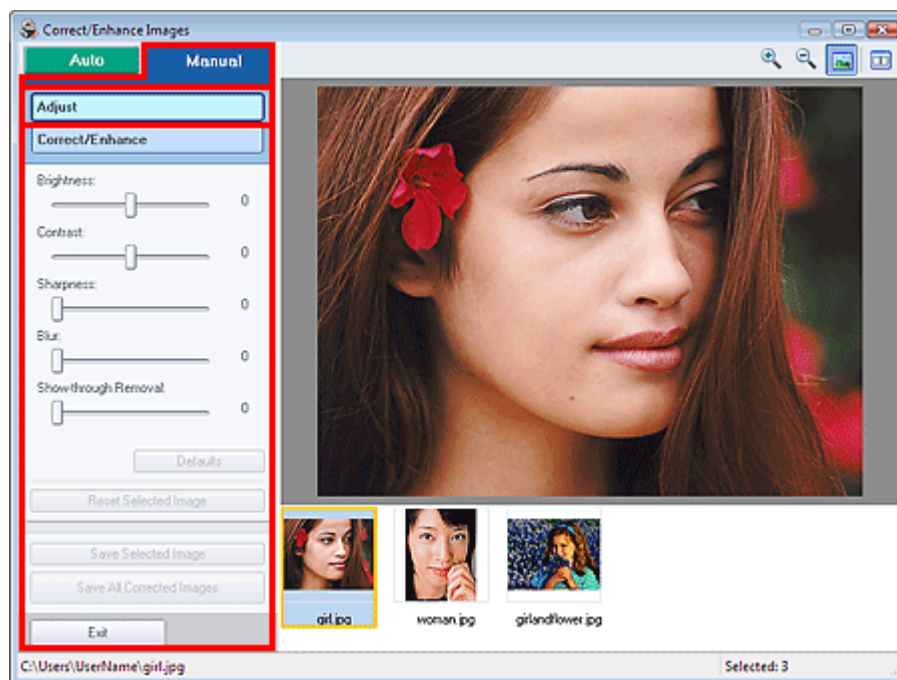 Correct/Enhance Images
Auto
Manual
Adjust
Correct/Enhance
Brightness:
0
Contrast:
0
Sharpness:
0
Blur:
0
Show-through Removal:
0
Defaults
Reset Selected Image
Save Selected Image
Save All Corrected Images
Exit
girl.jpg
woman.jpg
girlandflower.jpg
C:\Users\UserName\girl.jpg
Selected: 3